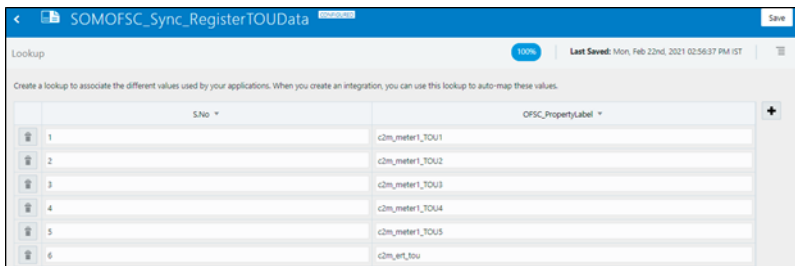 SOMOFSC_Sync_RegisterTOUData CONFIGURED Save
Lookup 100% Last Saved: Mon, Feb 22nd, 2021 02:56:37 PM IST
Create a lookup to associate the different values used by your applications. When you create an integration, you can use this lookup to auto-map these values.
S.No OFSC_PropertyLabel
1 c2m_meter1_TOU1
2 c2m_meter1_TOU2
3 c2m_meter1_TOU3
4 c2m_meter1_TOU4
5 c2m_meter1_TOU5
6 c2m_ert_tou